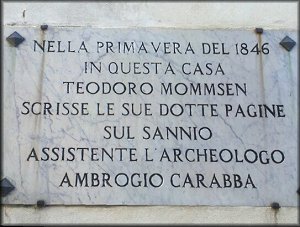 NELLA PRIMAVERA DEL 1846
IN QUESTA CASA
TEODORO MOMMSEN
SCRISSE LE SUE DOTTE PAGINE
SUL SANNIO
ASSISTENTE L'ARCHEOLOGO
AMBROGIO CARABBA